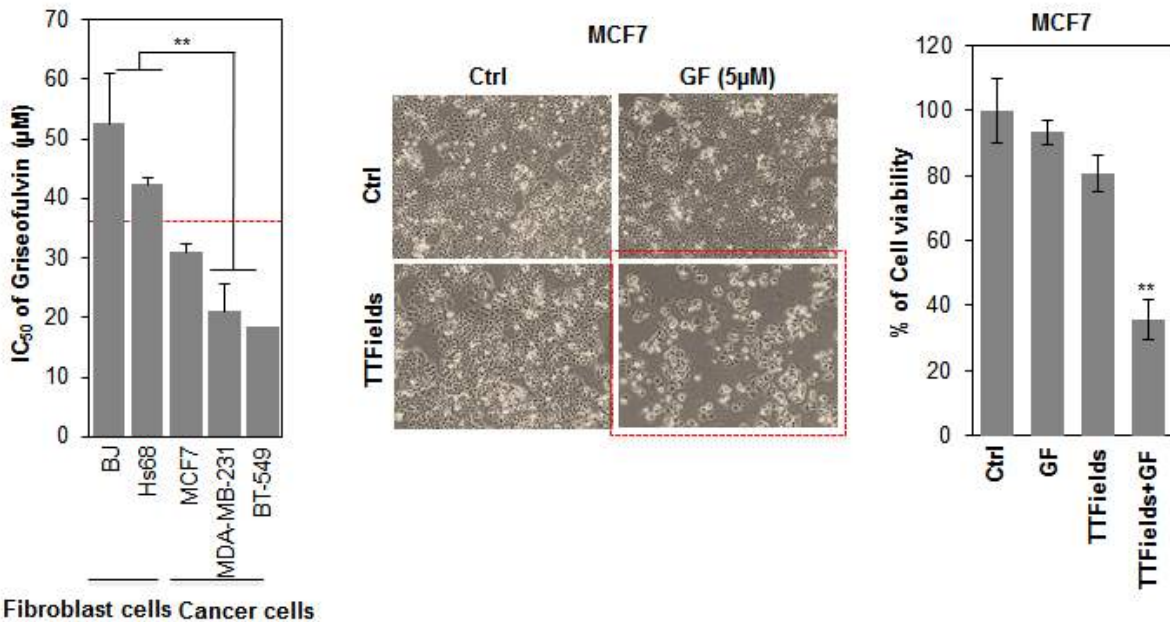 70
60
50
40
30
20
10
0
IC50 of Griseofulvin (µM)
**
BJ
Hs68
MCF7
MDA-MB-231
BT-549
Fibroblast cells
Cancer cells
MCF7
Ctrl
GF (5µM)
Ctrl
TTFields
MCF7
120
100
80
60
40
20
0
% of Cell viability
**
Ctrl
GF
TTFields
TTFields+GF